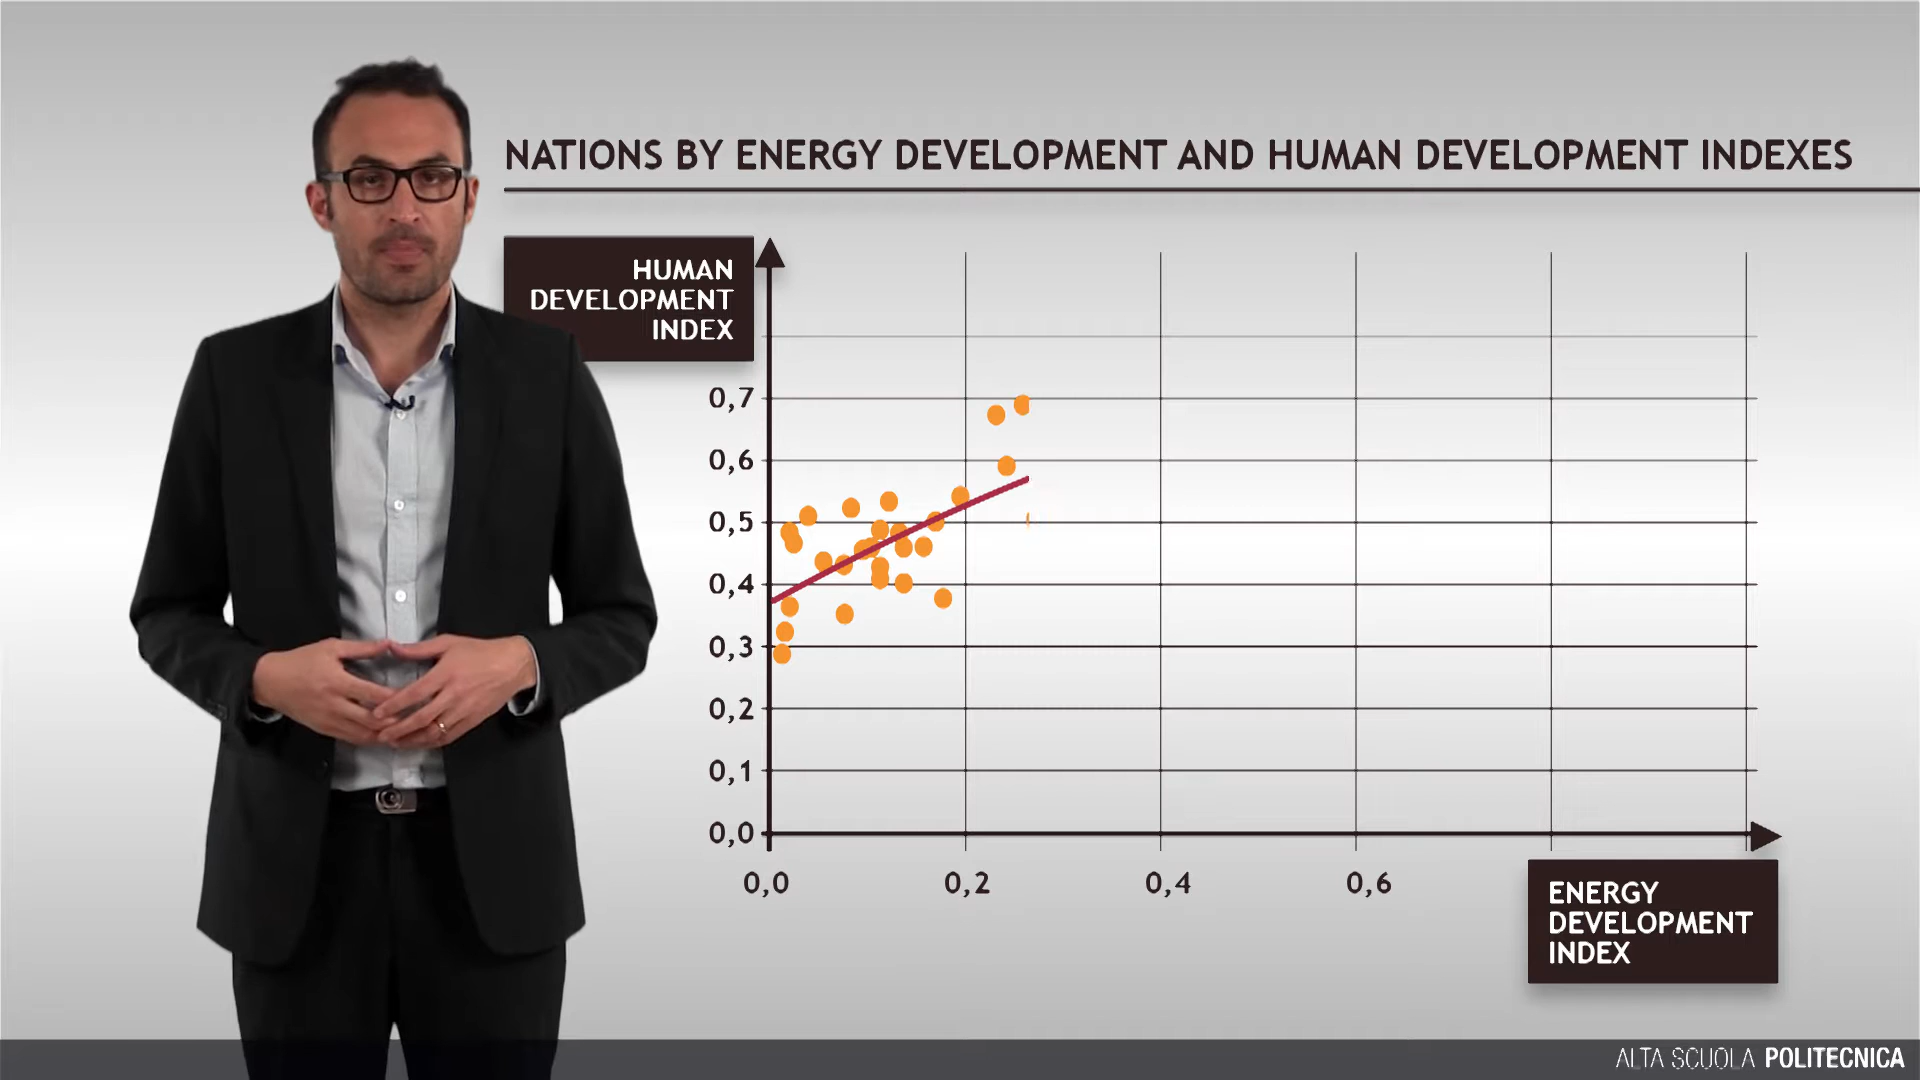 NATIONS BY ENERGY DEVELOPMENT AND HUMAN DEVELOPMENT INDEXES
HUMAN
DEVELOPMENT
INDEX
0,7
0,6
0,5
0,4
0,3
0,2
0,1
0,0
0,0 0,2 0,4 0,6
ENERGY
DEVELOPMENT
INDEX
ALTA SCUOLA POLITECNICA